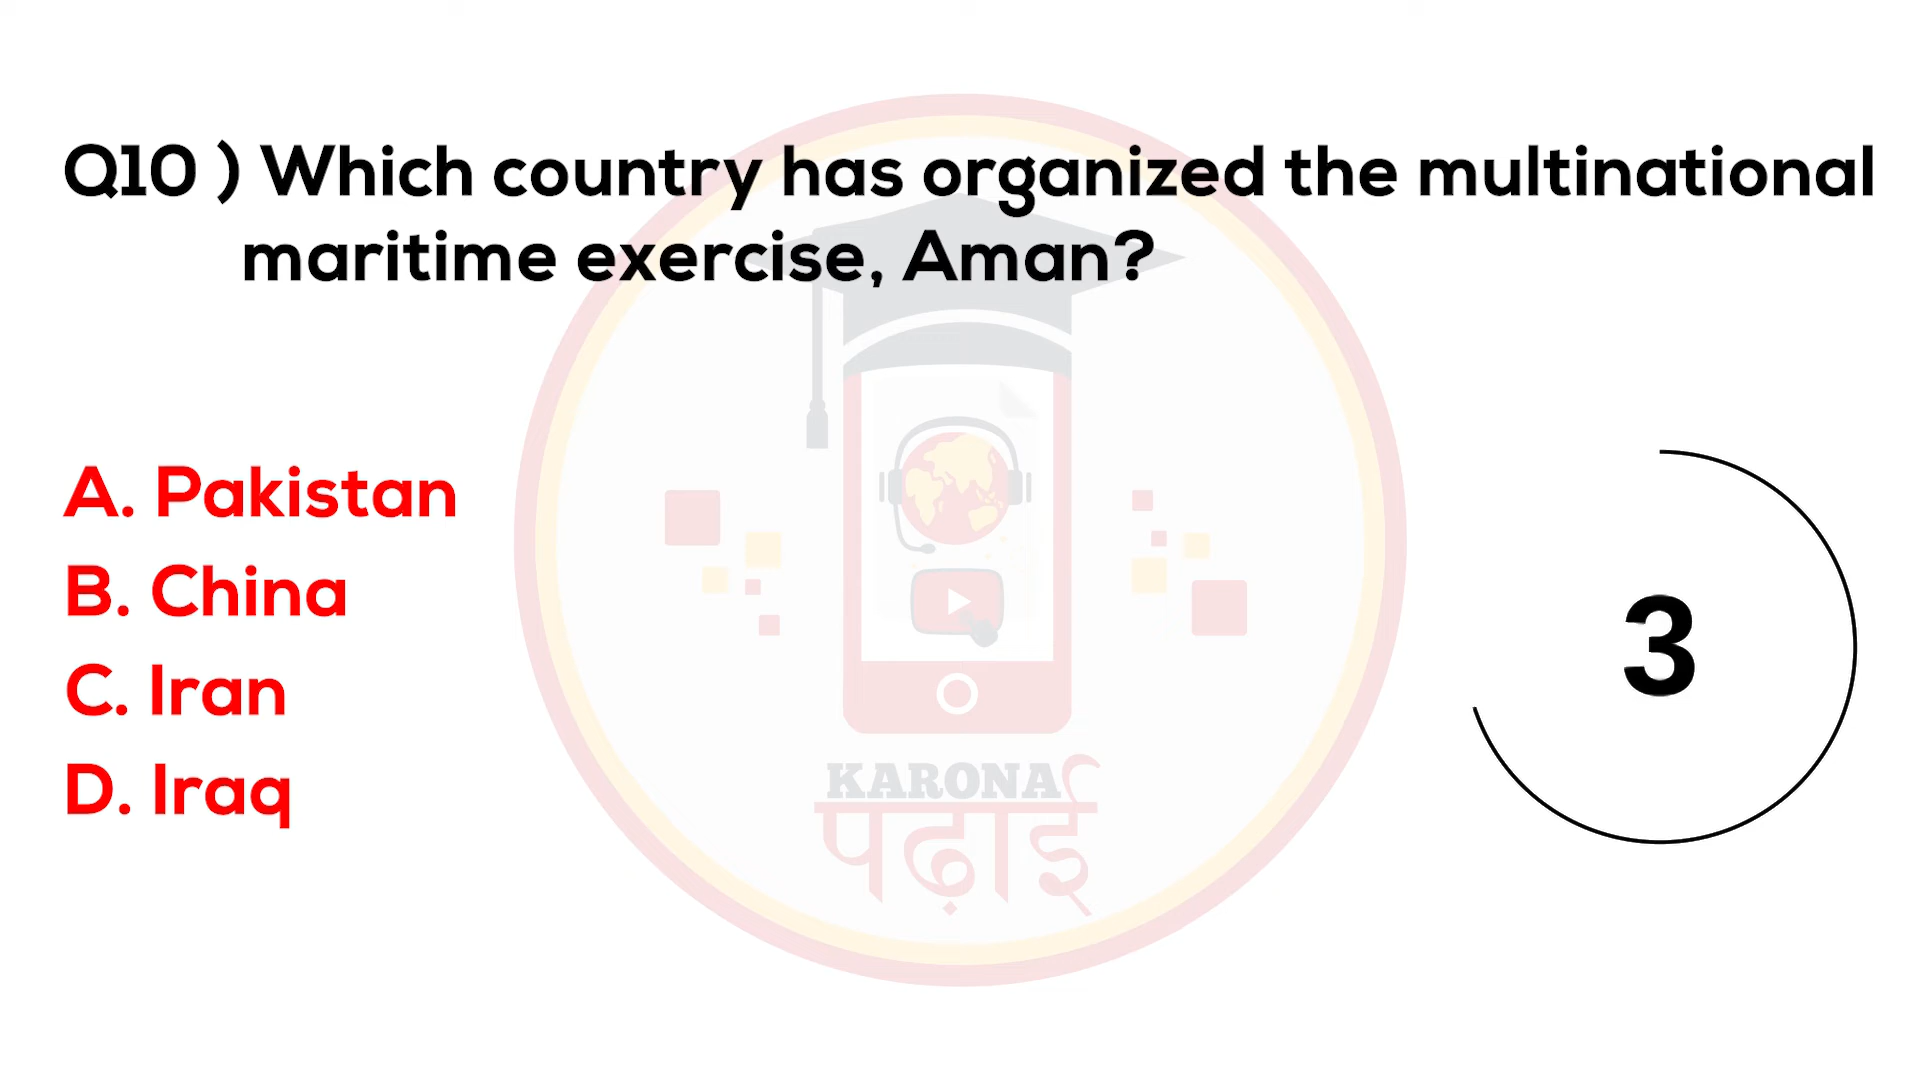 Q10 ) Which country has organized the multinational
maritime exercise, Aman?
A. Pakistan
B. China
C. Iran
D. Iraq
3
KARONA
पढ़ाई